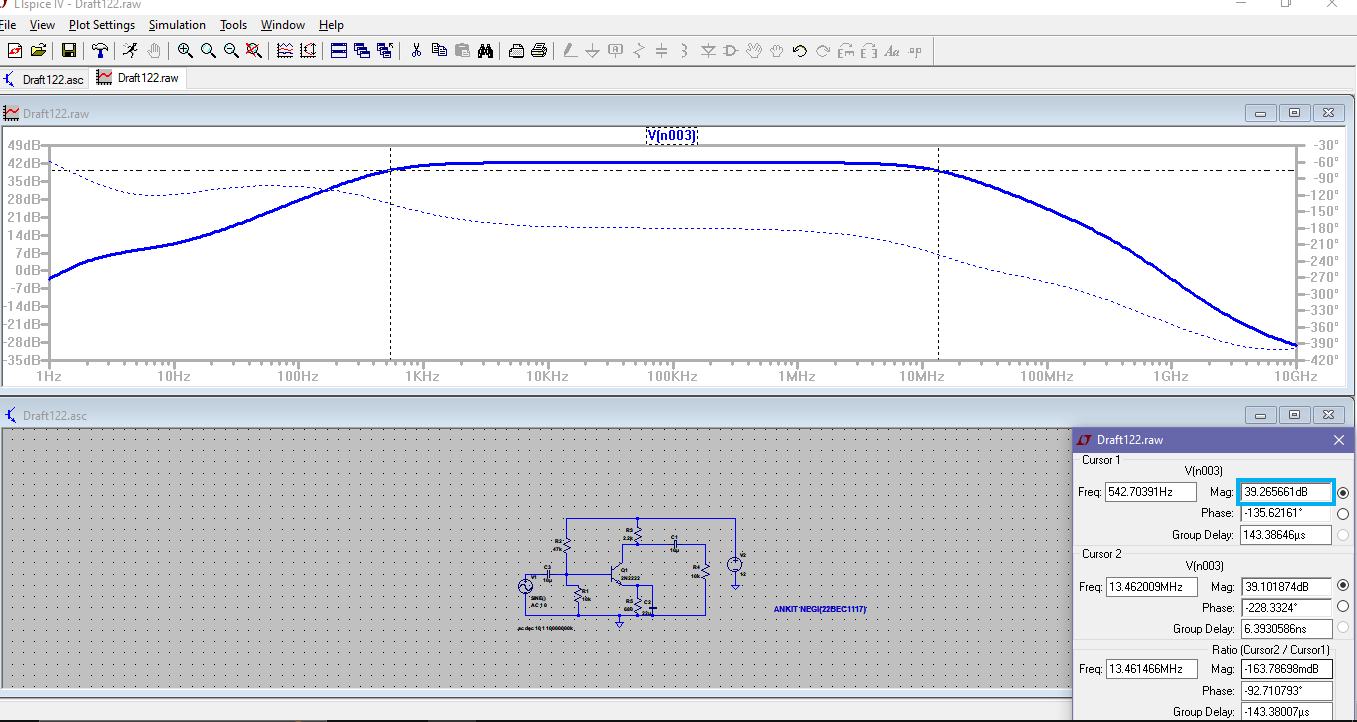 LTspice IV - Draft122.raw
File View Plot Settings Simulation Tools Window Help
Draft122.asc Draft122.raw
Draft122.raw
V(n003)
49dB
42dB
35dB
28dB
21dB
14dB
7dB
0dB
-7dB
-14dB
-21dB
-28dB
-35dB
-30°
-60°
-90°
-120°
-150°
-180°
-210°
-240°
-270°
-300°
-330°
-360°
-390°
-420°
1Hz 10Hz 100Hz 1KHz 10KHz 100KHz 1MHz 10MHz 100MHz 1GHz 10GHz
Draft122.asc
R3
2.2k
C1
10µ
R2
47k
V2
12
C3
10µ
Q1
2N2222
R4
10k
V1
SINE()
AC 1 0
R1
10k
R5
680
C2
22µ
.ac dec 10 1 10000000k
ANKIT NEGI(22BEC1117)
Draft122.raw
Cursor 1
V(n003)
Freq: 542.70391Hz Mag: 39.265661dB
Phase: -135.62161°
Group Delay: 143.38646µs
Cursor 2
V(n003)
Freq: 13.462009MHz Mag: 39.101874dB
Phase: -228.3324°
Group Delay: 6.3930586ns
Ratio (Cursor2 / Cursor1)
Freq: 13.461466MHz Mag: -163.78698mdB
Phase: -92.710793°
Group Delay: -143.38007µs